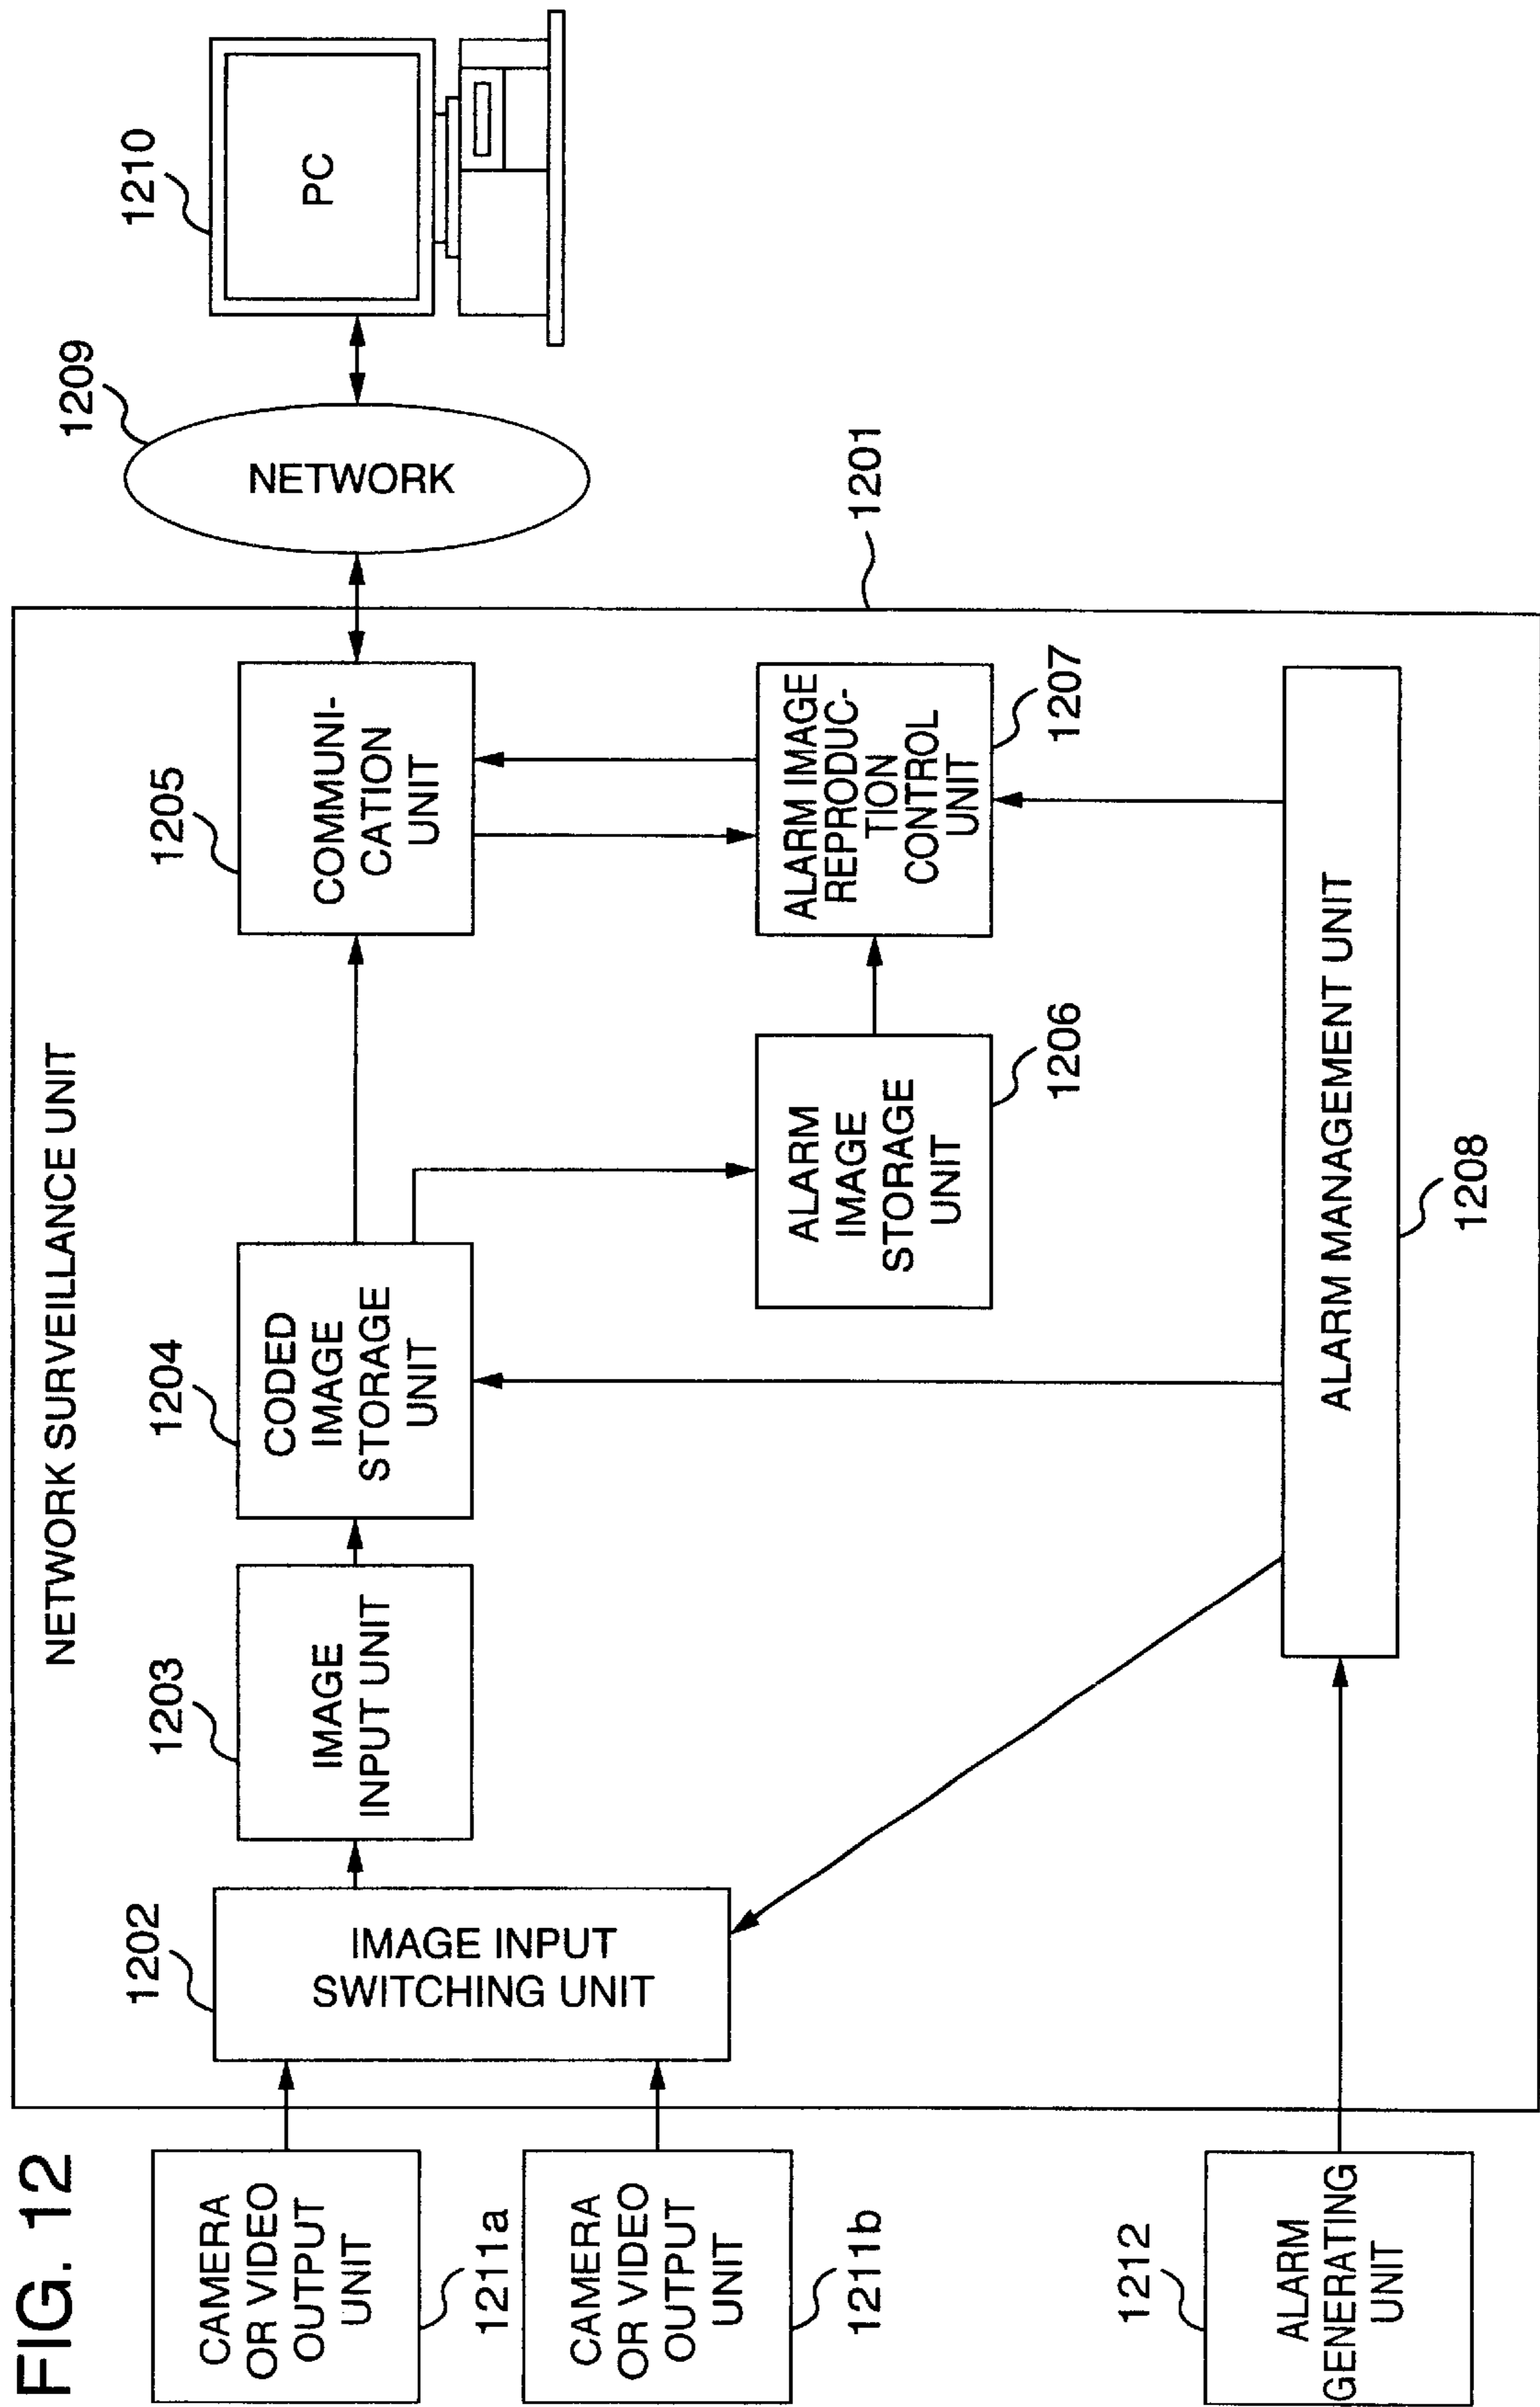 FIG. 12
NETWORK SURVEILLANCE UNIT
1201
CAMERA
OR VIDEO
OUTPUT
UNIT
1211a
CAMERA
OR VIDEO
OUTPUT
UNIT
1211b
ALARM
GENERATING
UNIT
1212
1202
IMAGE INPUT
SWITCHING UNIT
1203
IMAGE
INPUT UNIT
1204
CODED
IMAGE
STORAGE
UNIT
1205
COMMUNI-
CATION
UNIT
ALARM
IMAGE
STORAGE
UNIT
1206
ALARM IMAGE
REPRODUC-
TION
CONTROL
UNIT
1207
ALARM MANAGEMENT UNIT
1208
1209
NETWORK
1210
PC